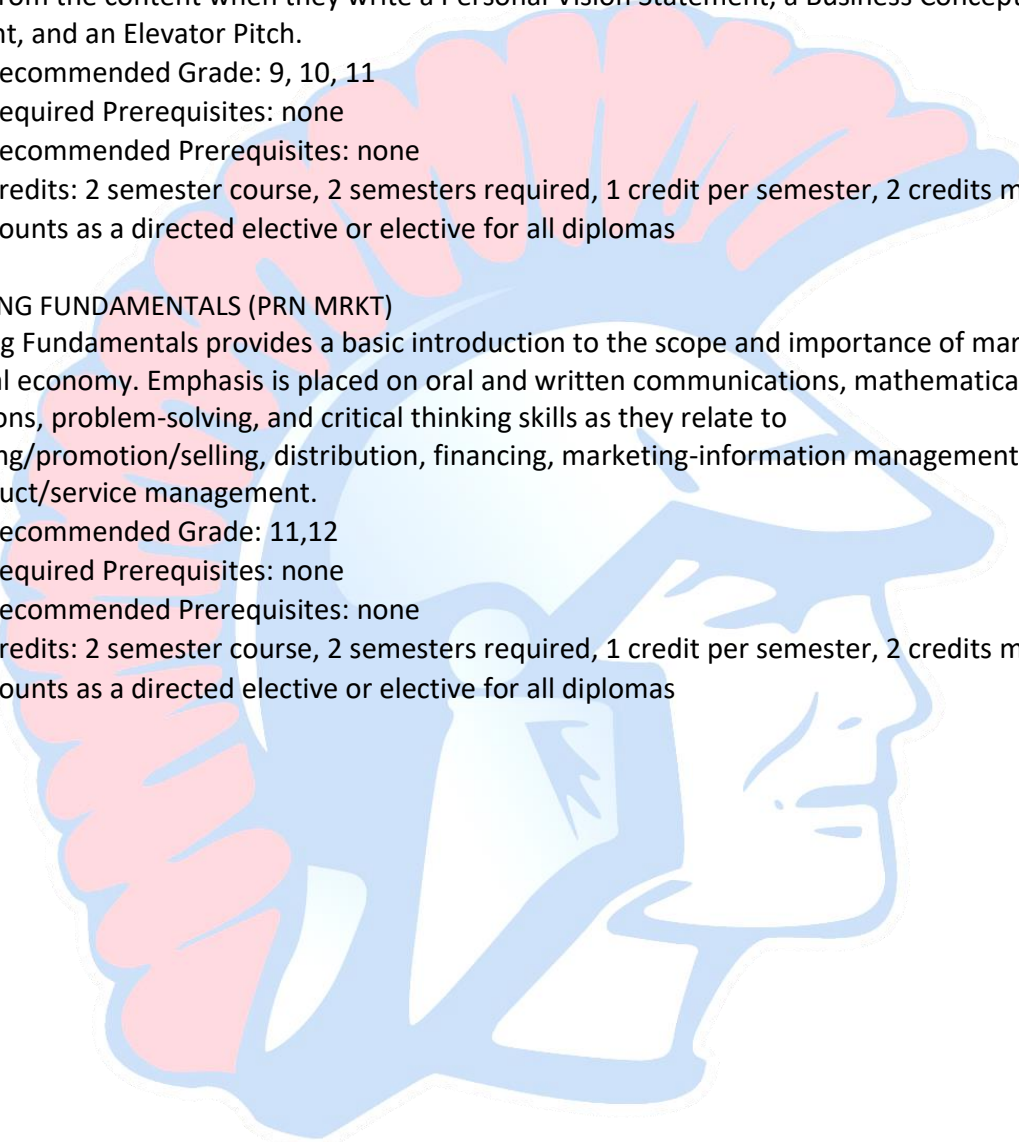 from the content when they write a Personal Vision Statement, a Business Concept
nt, and an Elevator Pitch.
ecommended Grade: 9, 10, 11
equired Prerequisites: none
ecommended Prerequisites: none
redits: 2 semester course, 2 semesters required, 1 credit per semester, 2 credits m
ounts as a directed elective or elective for all diplomas
NG FUNDAMENTALS (PRN MRKT)
g Fundamentals provides a basic introduction to the scope and importance of mar
al economy. Emphasis is placed on oral and written communications, mathematica
ons, problem-solving, and critical thinking skills as they relate to
ng/promotion/selling, distribution, financing, marketing-information management
uct/service management.
ecommended Grade: 11,12
equired Prerequisites: none
ecommended Prerequisites: none
redits: 2 semester course, 2 semesters required, 1 credit per semester, 2 credits m
ounts as a directed elective or elective for all diplomas